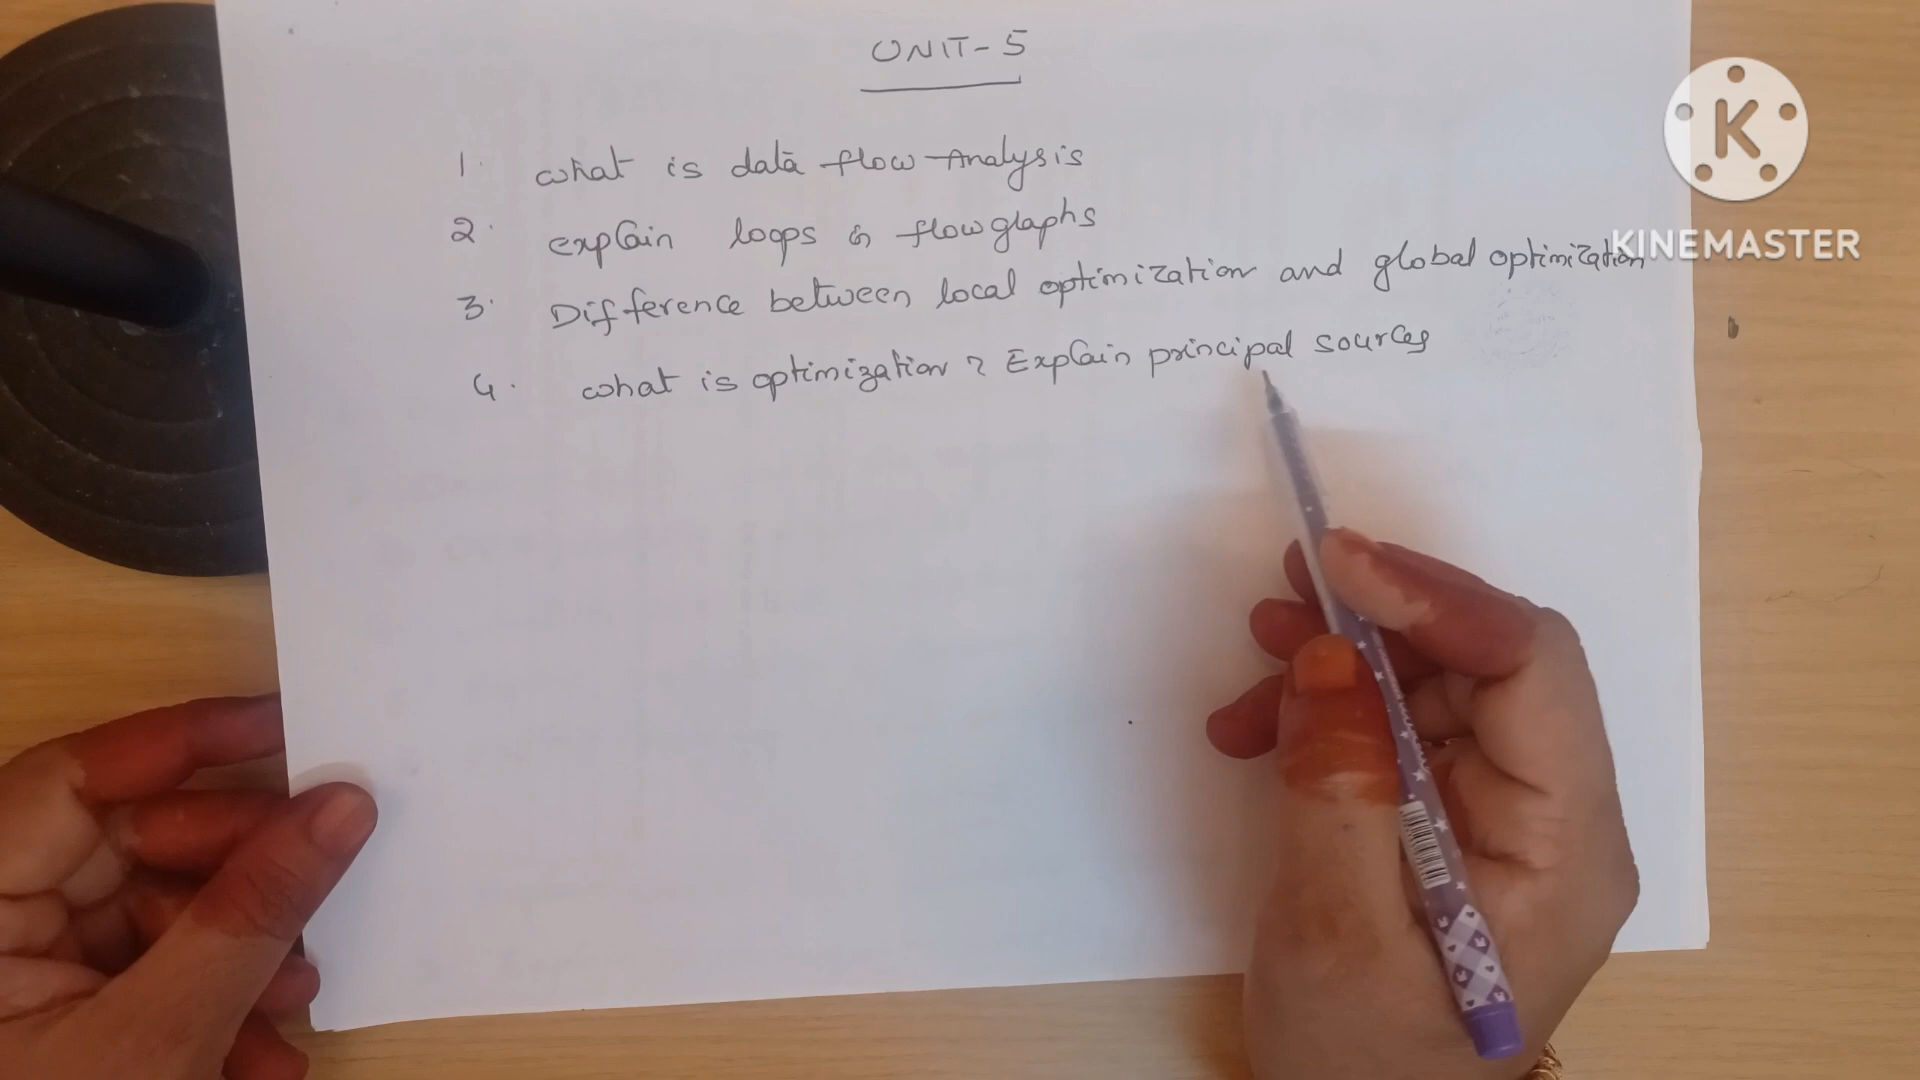 UNIT-5
1. What is data flow Analysis
2. explain loops in flowglaphs
3. Difference between local optimization and global optimization
4. What is optimization? Explain principal sources
K
KINEMASTER